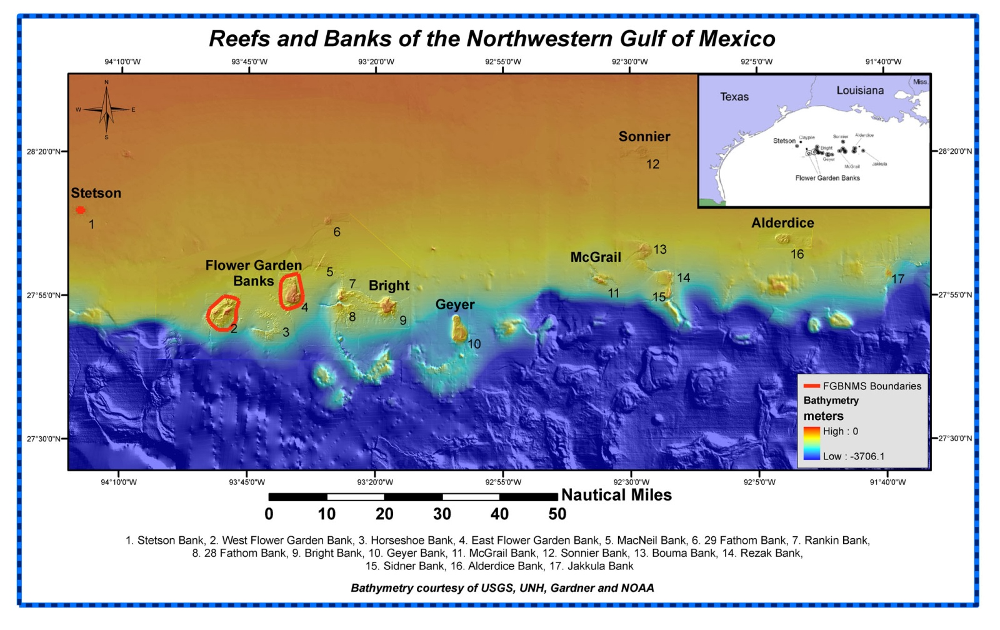 Reefs and Banks of the Northwestern Gulf of Mexico
94°10'0"W 93°45'0"W 93°20'0"W 92°55'0"W 92°30'0"W 92°5'0"W 91°40'0"W
N
W E
S
Texas
Louisiana
Miss.
Stetson
Claypile
Sonnier
Alderdice
Bright
Geyer
McGrail
Jakkula
Flower Garden Banks
28°20'0"N
28°20'0"N
Sonnier
12
Stetson
1
6
Alderdice
16
McGrail
13
Flower Garden
Banks
5
14
17
27°55'0"N
27°55'0"N
7
Bright
11
15
4
Geyer
8
9
2
3
10
27°30'0"N
27°30'0"N
FGBNMS Boundaries
Bathymetry
meters
High : 0
Low : -3706.1
94°10'0"W 93°45'0"W 93°20'0"W 92°55'0"W 92°30'0"W 92°5'0"W 91°40'0"W
Nautical Miles
0 10 20 30 40 50
1. Stetson Bank, 2. West Flower Garden Bank, 3. Horseshoe Bank, 4. East Flower Garden Bank, 5. MacNeil Bank, 6. 29 Fathom Bank, 7. Rankin Bank,
8. 28 Fathom Bank, 9. Bright Bank, 10. Geyer Bank, 11. McGrail Bank, 12. Sonnier Bank, 13. Bouma Bank, 14. Rezak Bank,
15. Sidner Bank, 16. Alderdice Bank, 17. Jakkula Bank
Bathymetry courtesy of USGS, UNH, Gardner and NOAA